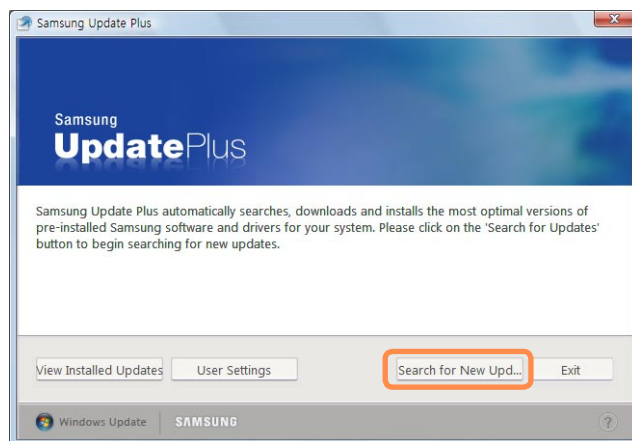 Samsung Update Plus
Samsung
UpdatePlus
Samsung Update Plus automatically searches, downloads and installs the most optimal versions of
pre-installed Samsung software and drivers for your system. Please click on the 'Search for Updates'
button to begin searching for new updates.
View Installed Updates User Settings Search for New Upd... Exit
Windows Update SAMSUNG ?